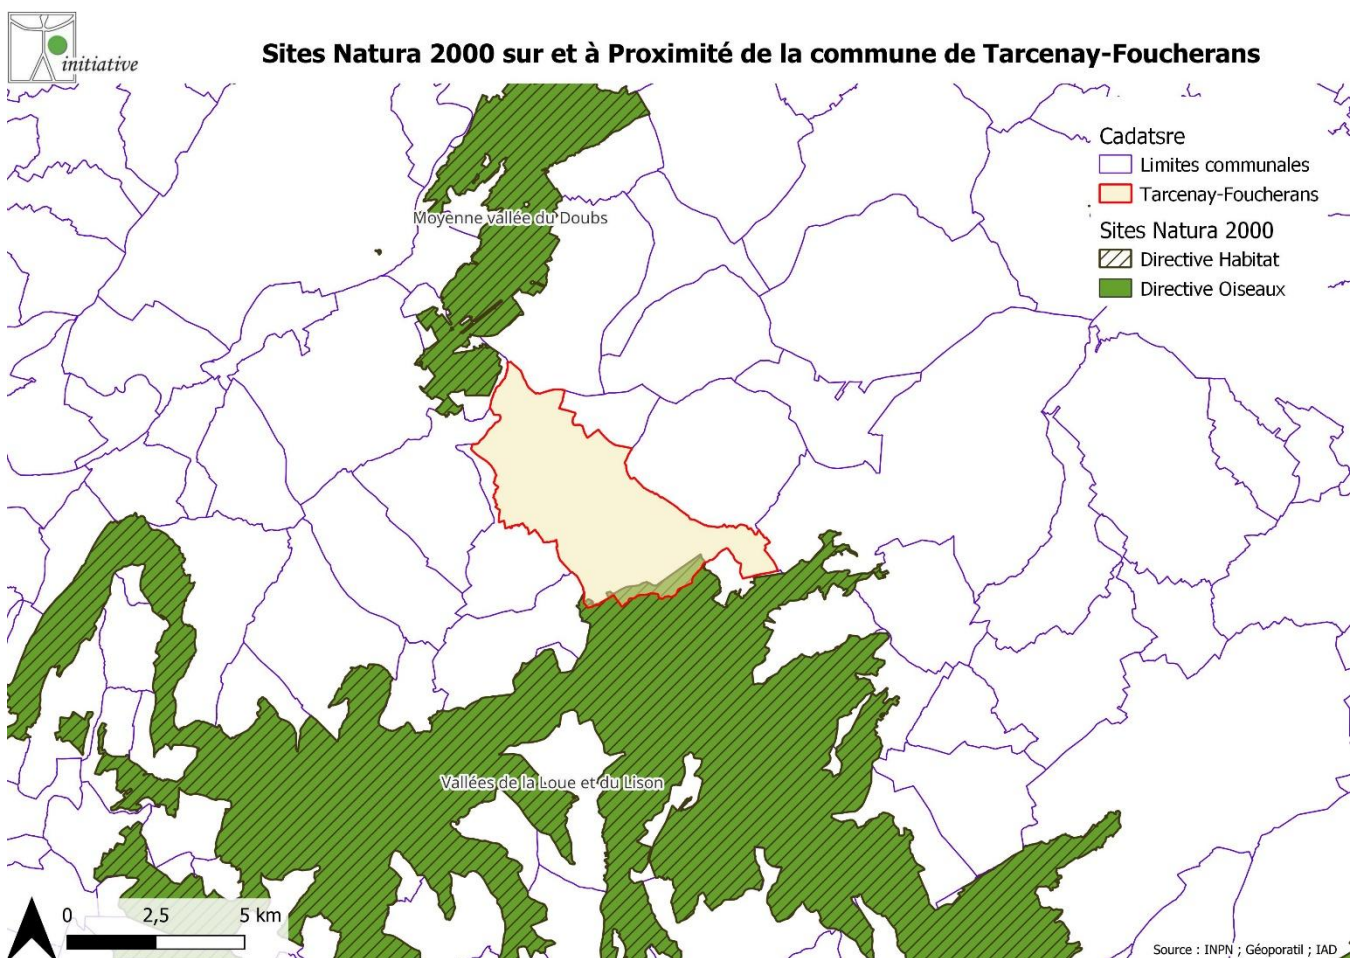 initiative
Sites Natura 2000 sur et à Proximité de la commune de Tarcenay-Foucherans
Cadatsre
Limites communales
Tarcenay-Foucherans
Sites Natura 2000
Directive Habitat
Directive Oiseaux
Moyenne vallée du Doubs
Vallées de la Loue et du Lison
0 2,5 5 km
Source : INPN ; Géoporatil ; IAD